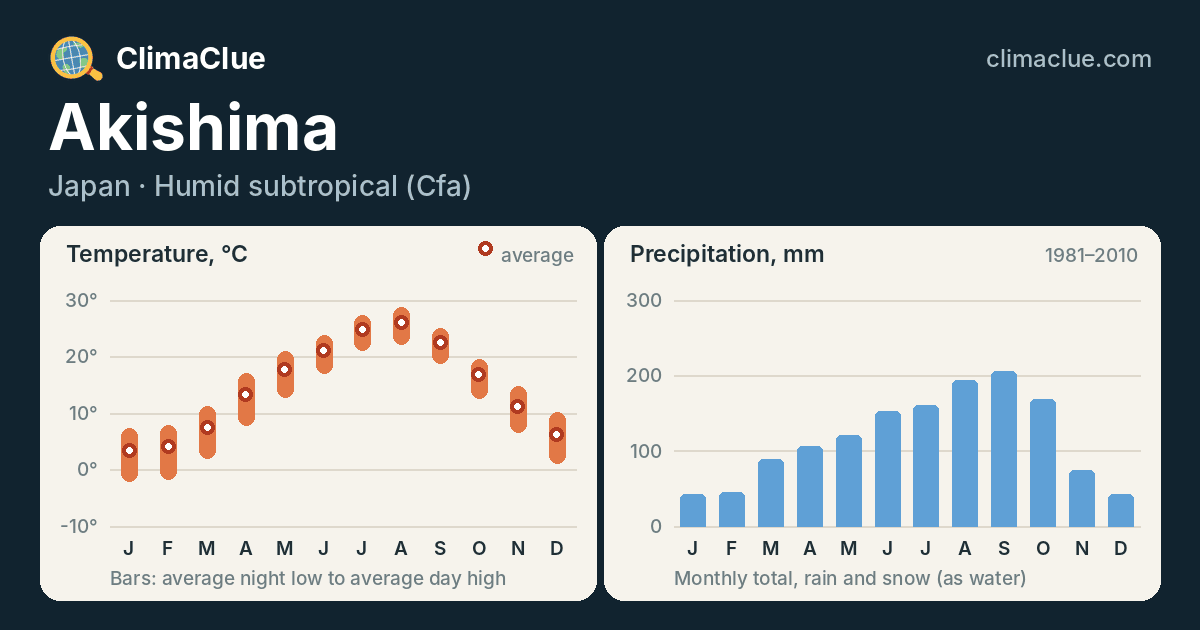 ClimaClue
climaclue.com
Akishima
Japan · Humid subtropical (Cfa)
Temperature, °C
average
30°
20°
10°
0°
-10°
J F M A M J J A S O N D
Bars: average night low to average day high
Precipitation, mm
1981–2010
300
200
100
0
J F M A M J J A S O N D
Monthly total, rain and snow (as water)